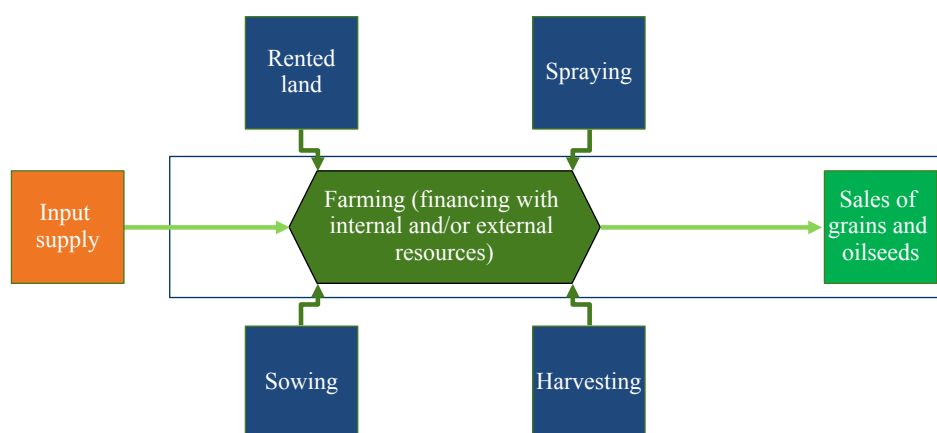 Rented
land
Spraying
Input
supply
Farming (financing with
internal and/or external
resources)
Sales of
grains and
oilseeds
Sowing
Harvesting